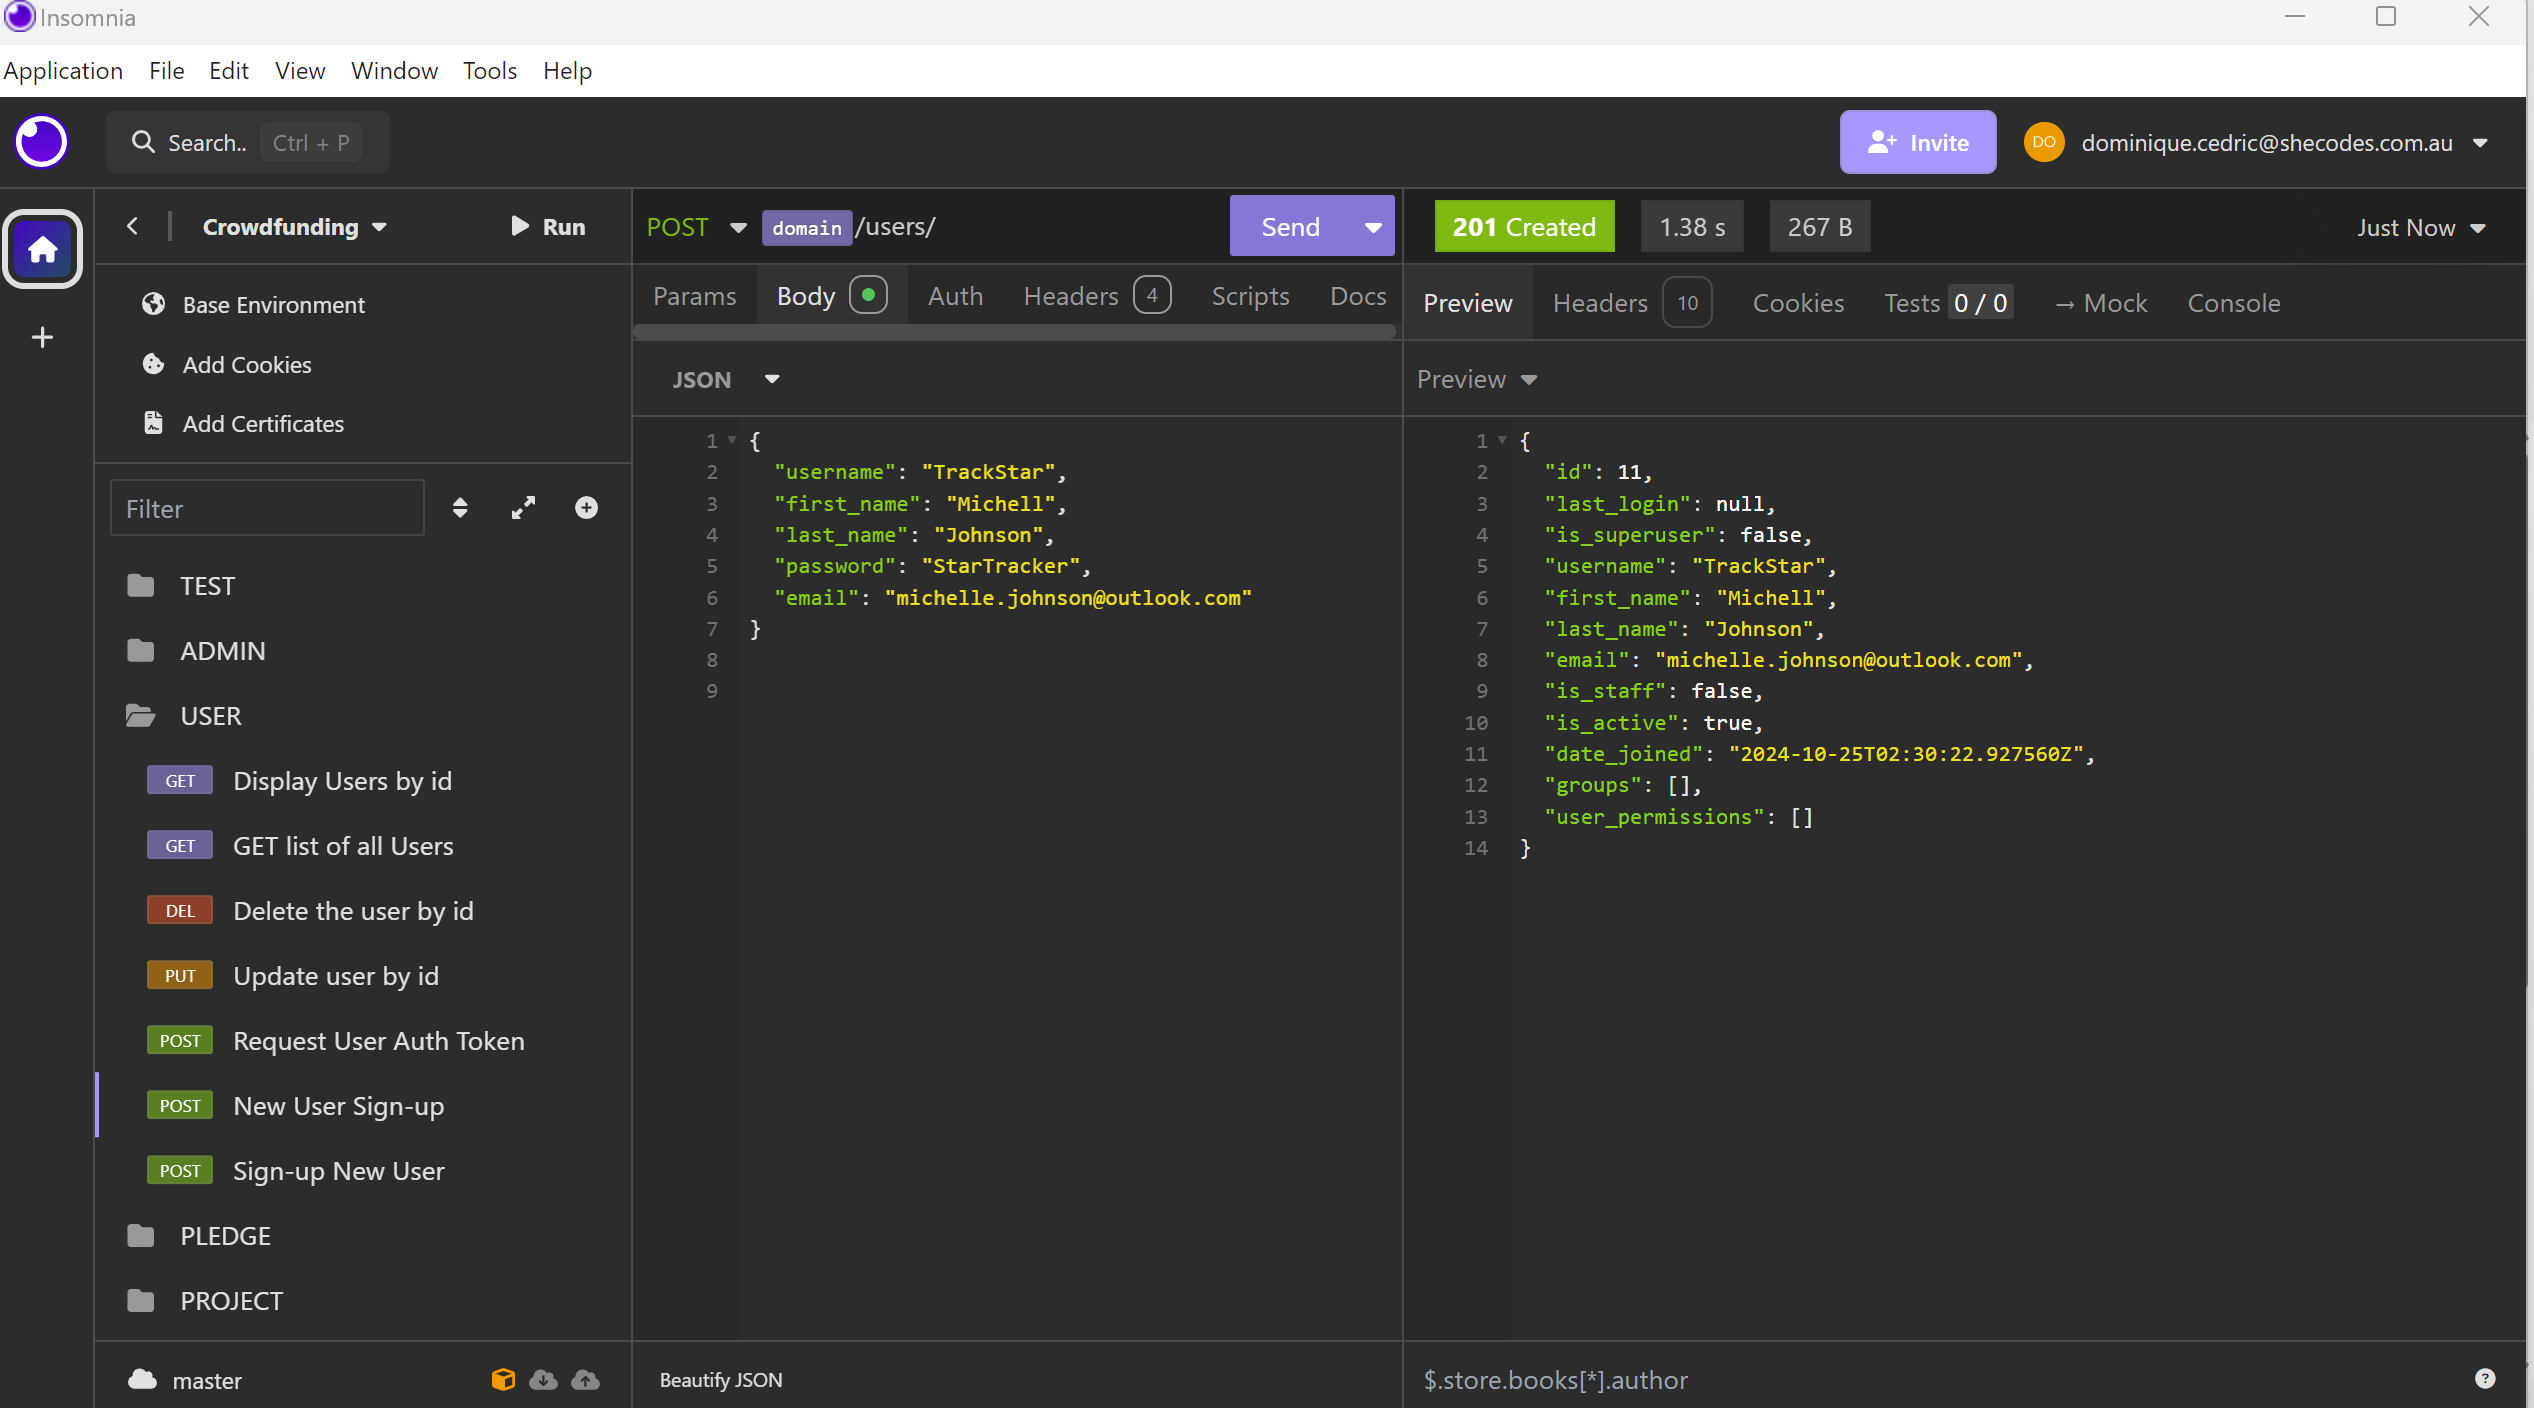 Insomnia
Application File Edit View Window Tools Help
Search.. Ctrl + P
Invite
DO dominique.cedric@shecodes.com.au
Crowdfunding
Run
Base Environment
Add Cookies
Add Certificates
Filter
TEST
ADMIN
USER
GET Display Users by id
GET GET list of all Users
DEL Delete the user by id
PUT Update user by id
POST Request User Auth Token
POST New User Sign-up
POST Sign-up New User
PLEDGE
PROJECT
master
POST domain/users/
Send
Params Body Auth Headers 4 Scripts Docs
JSON
1 {
2 "username": "TrackStar",
3 "first_name": "Michell",
4 "last_name": "Johnson",
5 "password": "StarTracker",
6 "email": "michelle.johnson@outlook.com"
7 }
8
9
Beautify JSON
201 Created 1.38 s 267 B
Just Now
Preview Headers 10 Cookies Tests 0 / 0 → Mock Console
Preview
1 {
2 "id": 11,
3 "last_login": null,
4 "is_superuser": false,
5 "username": "TrackStar",
6 "first_name": "Michell",
7 "last_name": "Johnson",
8 "email": "michelle.johnson@outlook.com",
9 "is_staff": false,
10 "is_active": true,
11 "date_joined": "2024-10-25T02:30:22.927560Z",
12 "groups": [],
13 "user_permissions": []
14 }
$.store.books[*].author
?